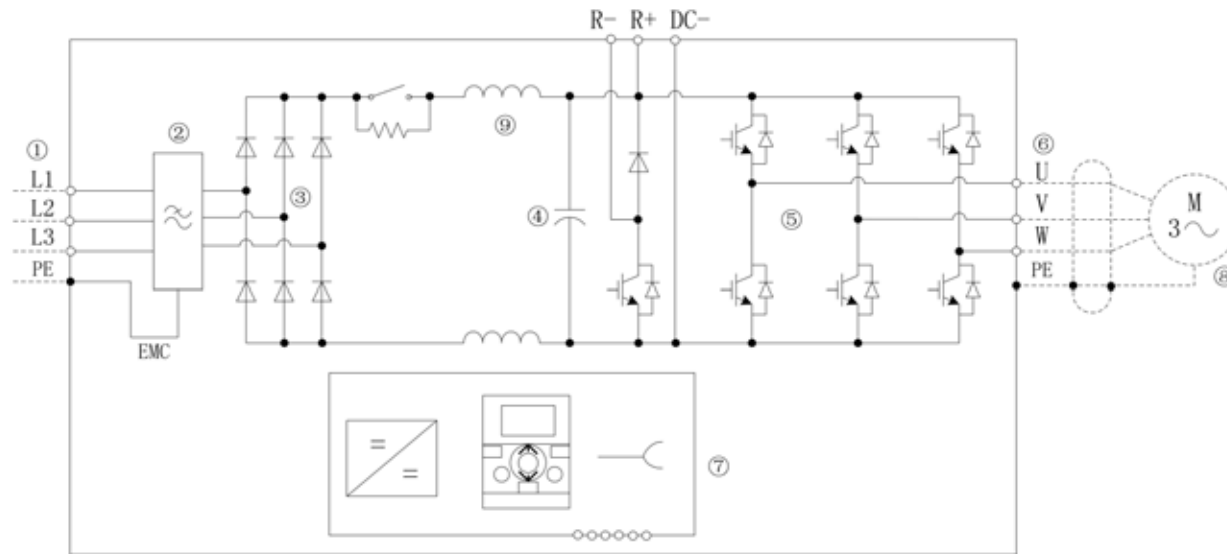 R- R+ DC-
①
②
L1
L2
L3
PE
EMC
③
⑨
④
⑤
⑥
U
V
W
PE
M
3
⑧
=
=
⑦